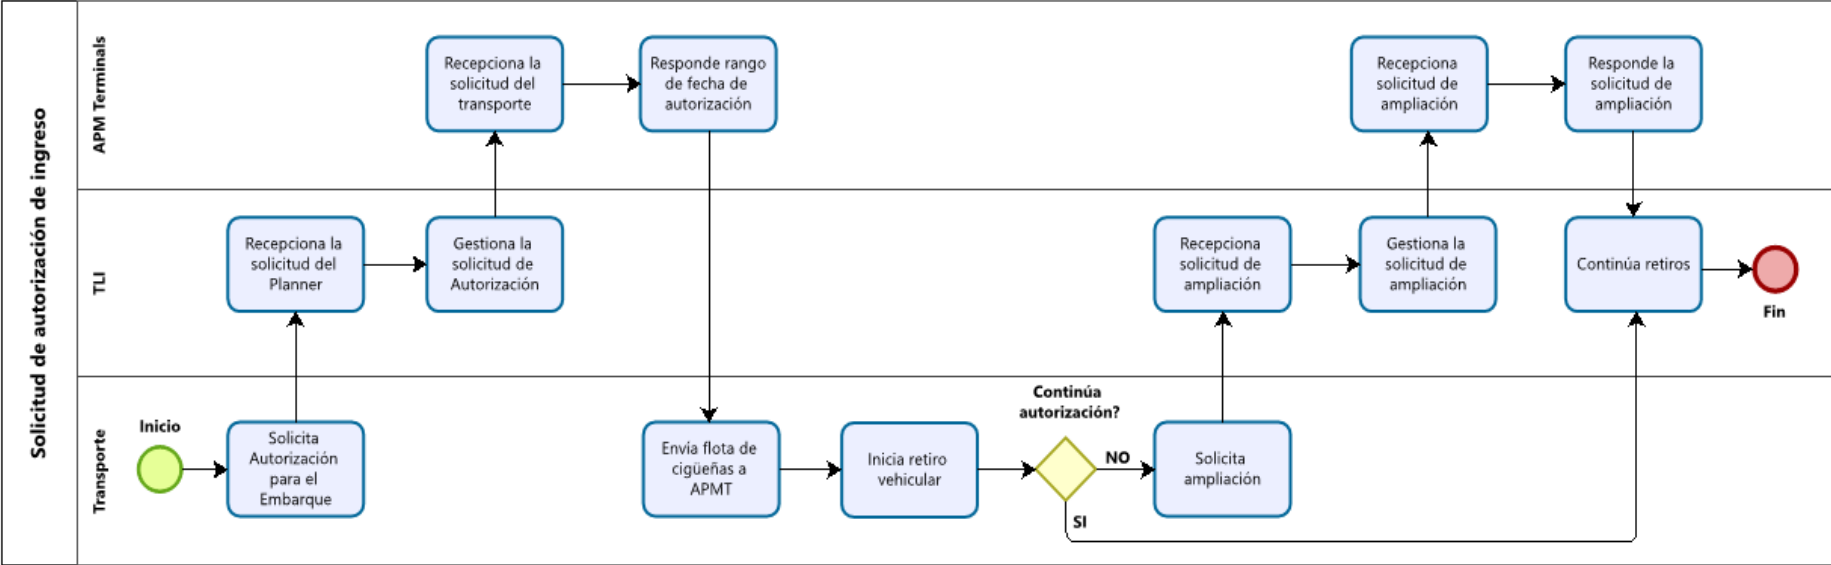 Solicitud de autorización de ingreso
APM Terminals
Recepciona la
solicitud del
transporte
Responde rango
de fecha de
autorización
Recepciona
solicitud de
ampliación
Responde la
solicitud de
ampliación
TLI
Recepciona la
solicitud del
Planner
Gestiona la
solicitud de
Autorización
Recepciona
solicitud de
ampliación
Gestiona la
solicitud de
ampliación
Continúa retiros
Fin
Transporte
Inicio
Solicita
Autorización
para el
Embarque
Envía flota de
cigüeñas a
APMT
Inicia retiro
vehicular
Continúa
autorización?
NO
SI
Solicita
ampliación